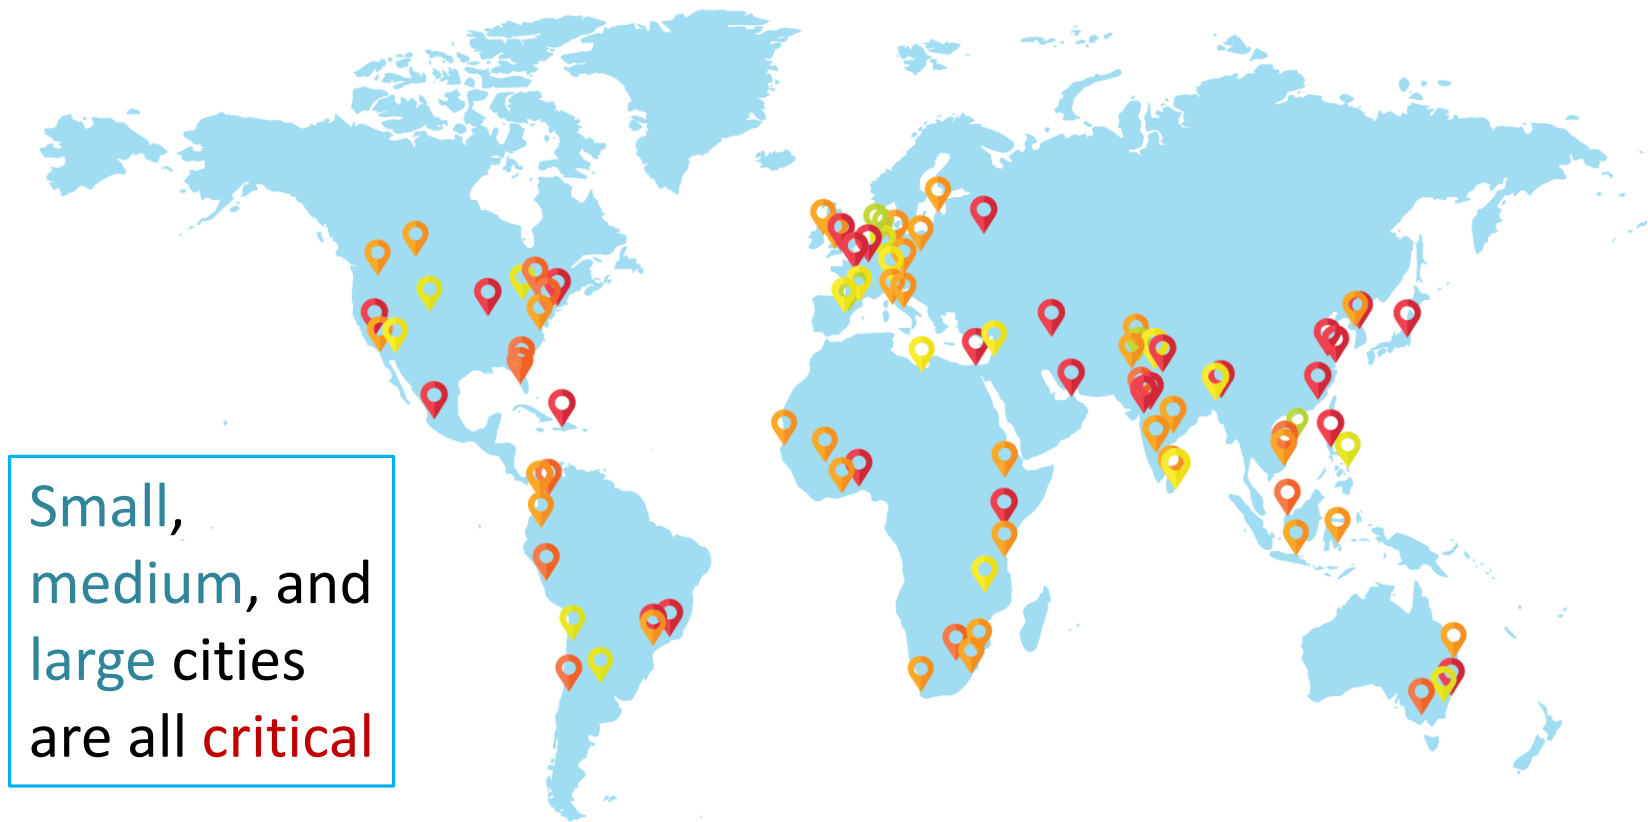 Small,
medium, and
large cities
are all critical